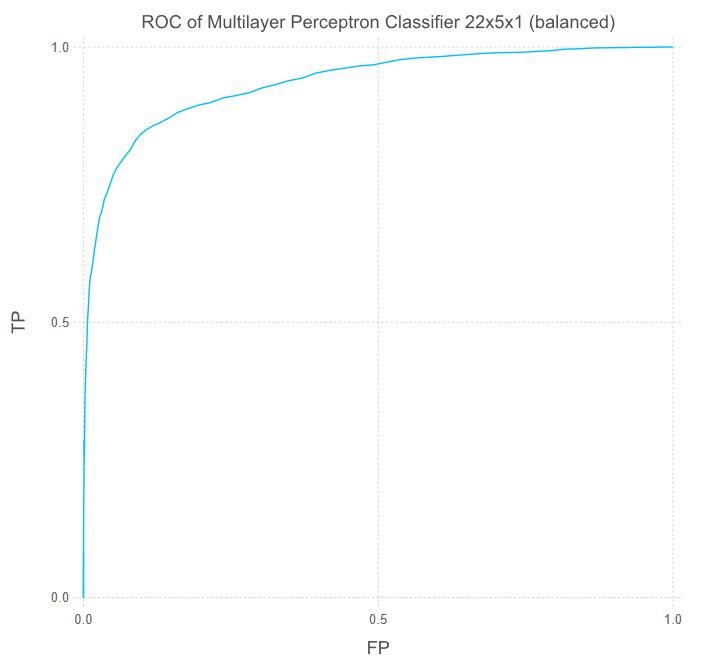 ROC of Multilayer Perceptron Classifier 22x5x1 (balanced)
1.0
TP
0.5
0.0
0.0 0.5 1.0
FP